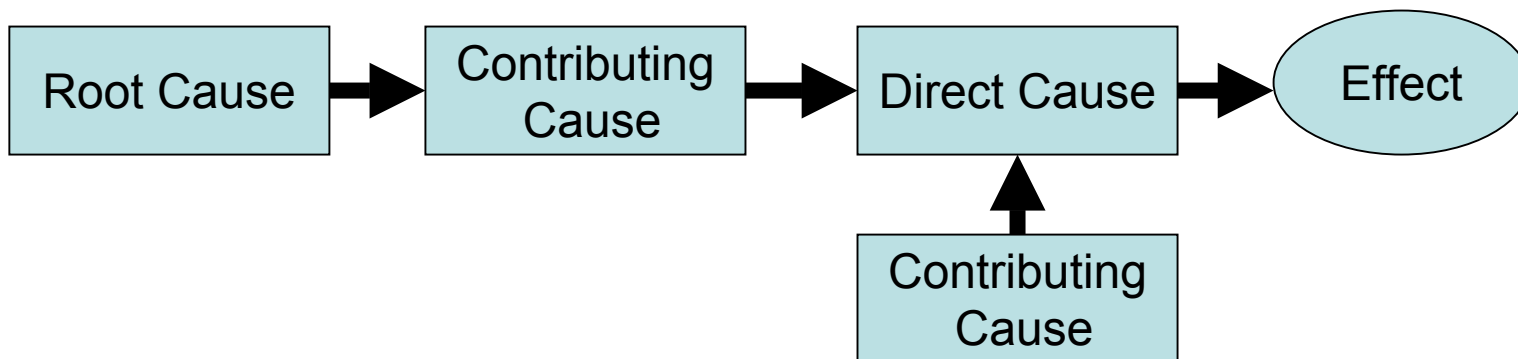 Root Cause
Contributing
Cause
Direct Cause
Effect
Contributing
Cause